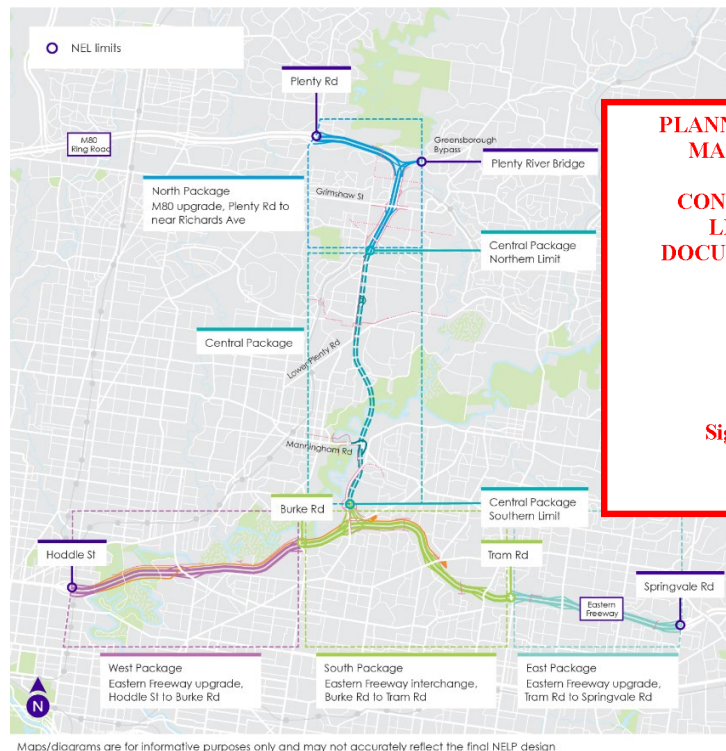 NEL limits
Plenty Rd
M80
Ring Road
Greensborough
Bypass
Plenty River Bridge
North Package
M80 upgrade, Plenty Rd to
near Richards Ave
Grimshaw St
Central Package
Northern Limit
Central Package
Lower Plenty Rd
Manningham Rd
Burke Rd
Central Package
Southern Limit
Hoddle St
Tram Rd
Springvale Rd
Eastern
Freeway
West Package
Eastern Freeway upgrade,
Hoddle St to Burke Rd
South Package
Eastern Freeway interchange,
Burke Rd to Tram Rd
East Package
Eastern Freeway upgrade,
Tram Rd to Springvale Rd
N
Maps/diagrams are for informative purposes only and may not accurately reflect the final NELP design
PLANN
MA
CON
L
DOCU
Sig